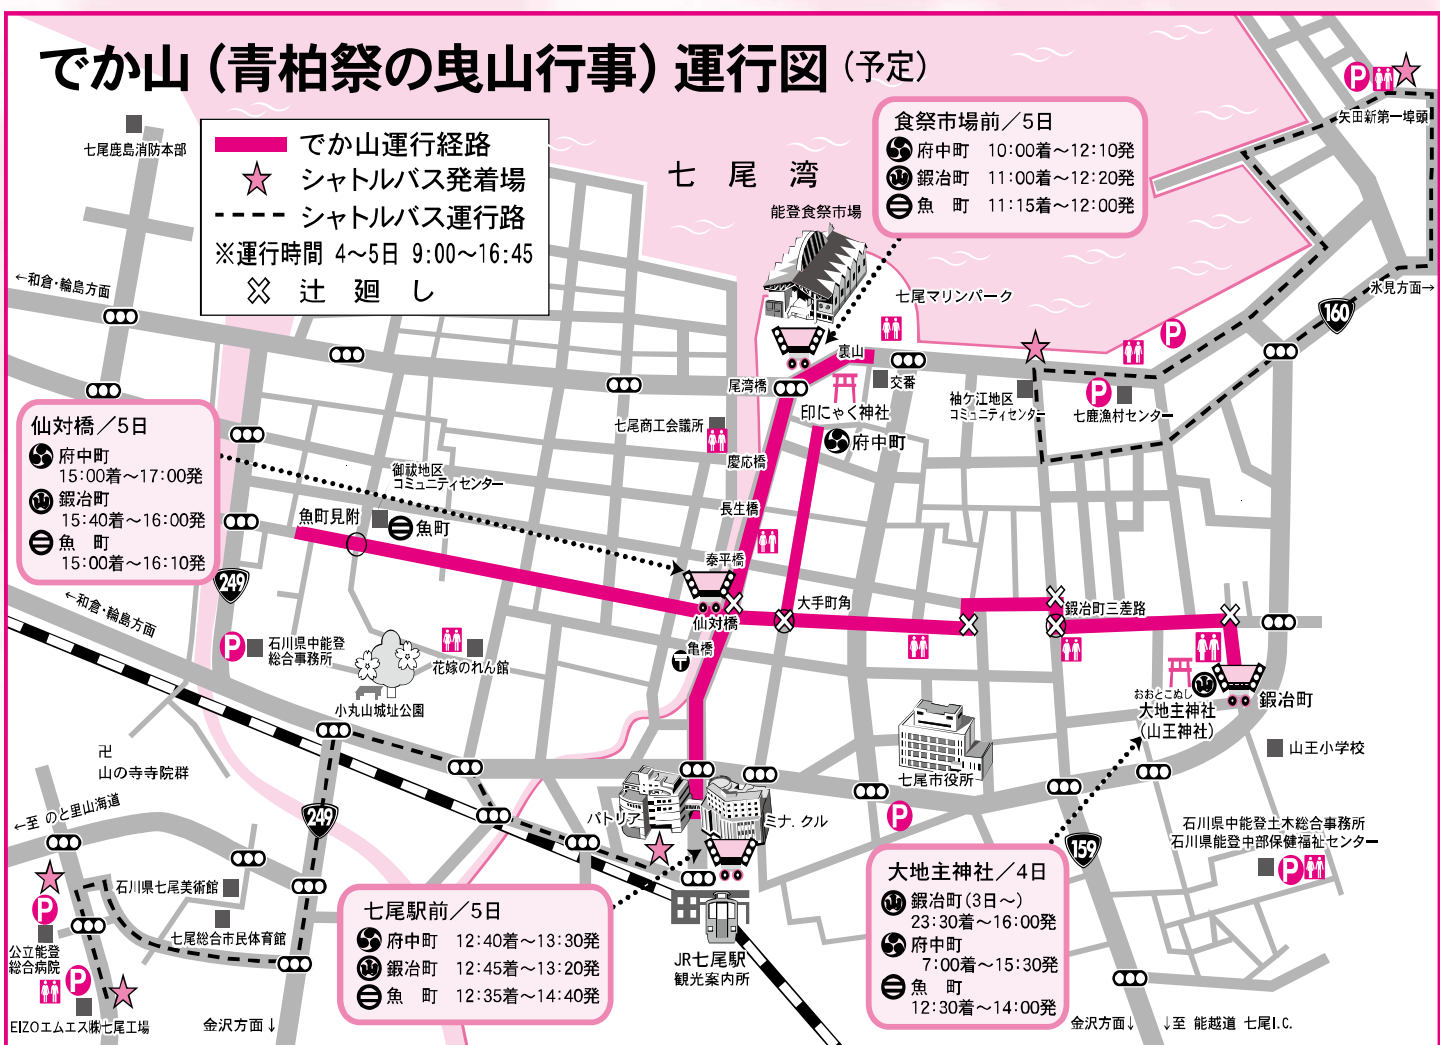 でか山（青柏祭の曳山行事）運行図（予定）
でか山運行経路
シャトルバス発着場
シャトルバス運行路
※運行時間 4〜5日 9:00〜16:45
辻 廻 し
七尾鹿島消防本部
←和倉・輪島方面
七 尾 湾
能登食祭市場
食祭市場前／5日
府中町 10:00着〜12:10発
鍛冶町 11:00着〜12:20発
魚 町 11:15着〜12:00発
P
矢田新第一埠頭
氷見方面→
160
七尾マリンパーク
P
裏山
交番
尾湾橋
印にゃく神社
府中町
袖ケ江地区
コミュニティセンター
P
七鹿漁村センター
七尾商工会議所
慶応橋
長生橋
泰平橋
仙対橋
亀橋
大手町角
鍛冶町三差路
仙対橋／5日
府中町
15:00着〜17:00発
鍛冶町
15:40着〜16:00発
魚 町
15:00着〜16:10発
御祓地区
コミュニティセンター
魚町見附
魚町
249
←和倉・輪島方面
P
石川県中能登
総合事務所
花嫁のれん館
小丸山城址公園
おおとこぬし
大地主神社
(山王神社)
鍛冶町
山王小学校
卍
山の寺寺院群
←至 のと里山海道
249
パトリア
ミナ.クル
七尾市役所
P
159
石川県中能登土木総合事務所
石川県能登中部保健福祉センター
P
大地主神社／4日
鍛冶町(3日〜)
23:30着〜16:00発
府中町
7:00着〜15:30発
魚 町
12:30着〜14:00発
七尾駅前／5日
府中町 12:40着〜13:30発
鍛冶町 12:45着〜13:20発
魚 町 12:35着〜14:40発
石川県七尾美術館
七尾総合市民体育館
P
公立能登
総合病院
P
EIZOエムエス㈱七尾工場
金沢方面↓
JR七尾駅
観光案内所
金沢方面↓
↓至 能越道 七尾I.C.